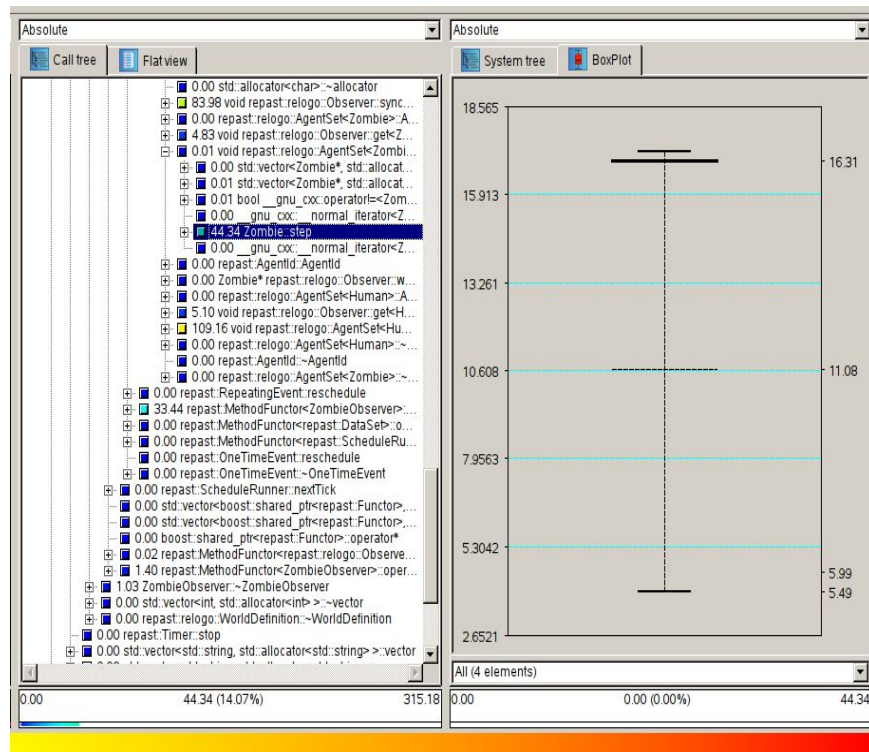 Absolute
Call tree
Flat view
0.00 std::allocator<char>::~allocator
83.98 void repast::relogo::Observer::sync...
0.00 repast::relogo::AgentSet<Zombie>::A...
4.83 void repast::relogo::Observer::get<Z...
0.01 void repast::relogo::AgentSet<Zombi...
0.00 std::vector<Zombie*, std::allocat...
0.01 std::vector<Zombie*, std::allocat...
0.01 bool __gnu_cxx::operator!=<Zom...
0.00 __gnu_cxx::__normal_iterator<Z...
44.34 Zombie::step
0.00 __gnu_cxx::__normal_iterator<Z...
0.00 repast::AgentId::AgentId
0.00 Zombie* repast::relogo::Observer::w...
0.00 repast::relogo::AgentSet<Human>::A...
5.10 void repast::relogo::Observer::get<H...
109.16 void repast::relogo::AgentSet<Hu...
0.00 repast::relogo::AgentSet<Human>::~...
0.00 repast::AgentId::~AgentId
0.00 repast::relogo::AgentSet<Zombie>::~...
0.00 repast::RepeatingEvent::reschedule
33.44 repast::MethodFunctor<ZombieObserver>:...
0.00 repast::MethodFunctor<repast::DataSet>::o...
0.00 repast::MethodFunctor<repast::ScheduleRu...
0.00 repast::OneTimeEvent::reschedule
0.00 repast::OneTimeEvent::~OneTimeEvent
0.00 repast::ScheduleRunner::nextTick
0.00 std::vector<boost::shared_ptr<repast::Functor>,...
0.00 std::vector<boost::shared_ptr<repast::Functor>,...
0.00 boost::shared_ptr<repast::Functor>::operator*
0.02 repast::MethodFunctor<repast::relogo::Observe...
1.40 repast::MethodFunctor<ZombieObserver>::oper...
1.03 ZombieObserver::~ZombieObserver
0.00 std::vector<int, std::allocator<int> >::~vector
0.00 repast::relogo::WorldDefinition::~WorldDefinition
0.00 repast::Timer::stop
0.00 std::vector<std::string, std::allocator<std::string> >::vector
0.00 44.34 (14.07%) 315.18
Absolute
System tree
BoxPlot
18.565
16.31
15.913
13.261
10.608
11.08
7.9563
5.3042
5.99
5.49
2.6521
All (4 elements)
0.00 0.00 (0.00%) 44.34